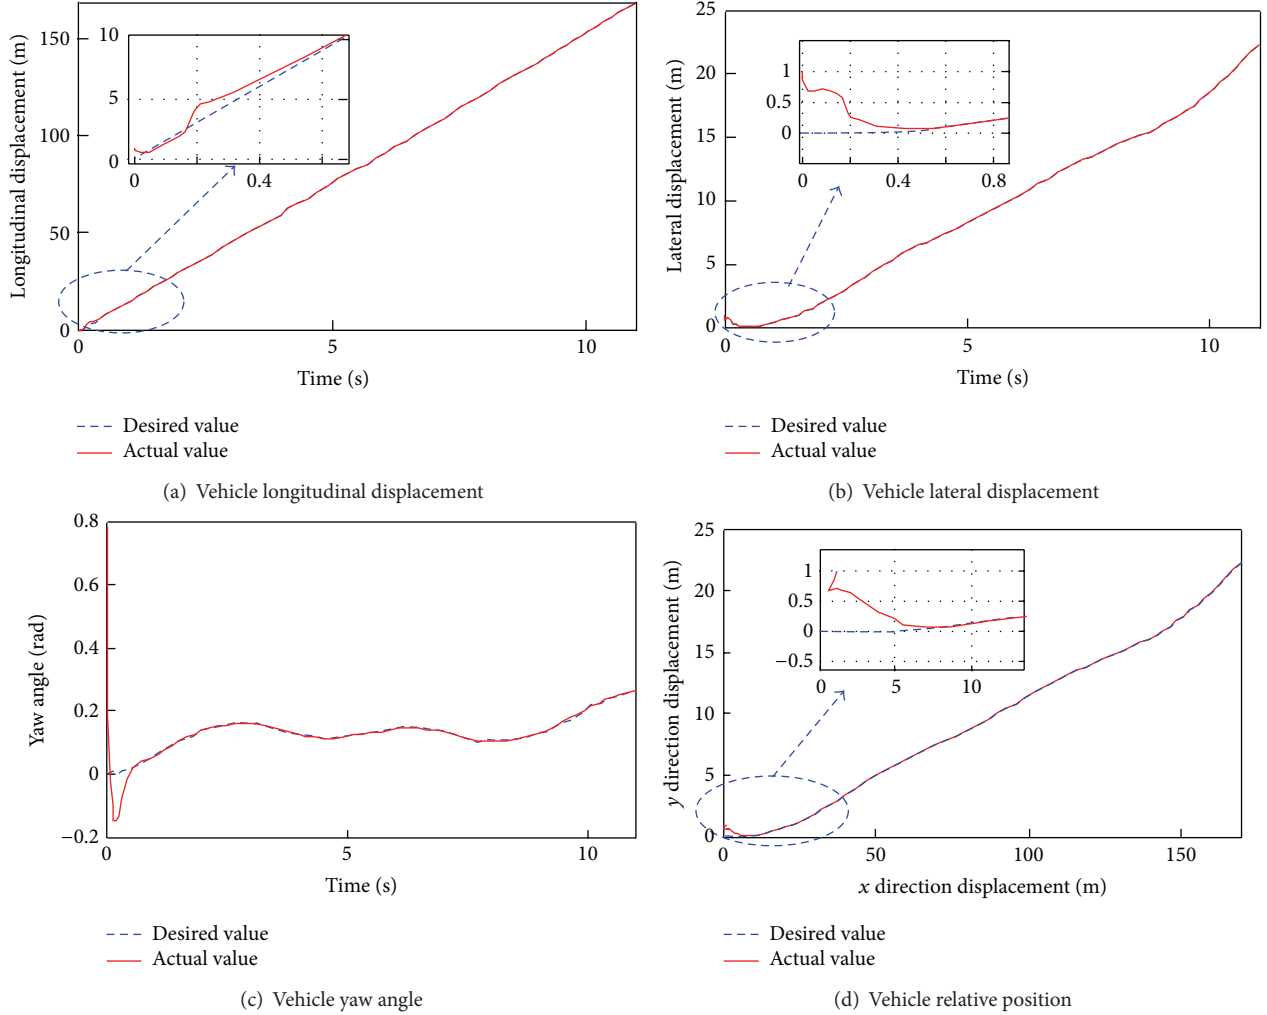 Longitudinal displacement (m)
150
100
50
0
10
5
0
0
0.4
0
5
10
Time (s)
Desired value
Actual value
(a) Vehicle longitudinal displacement
Lateral displacement (m)
25
20
15
10
5
0
1
0.5
0
0
0.4
0.8
0
5
10
Time (s)
Desired value
Actual value
(b) Vehicle lateral displacement
Yaw angle (rad)
0.8
0.6
0.4
0.2
0
−0.2
0
5
10
Time (s)
Desired value
Actual value
(c) Vehicle yaw angle
y direction displacement (m)
25
20
15
10
5
0
1
0.5
0
−0.5
0
5
10
0
50
100
150
x direction displacement (m)
Desired value
Actual value
(d) Vehicle relative position